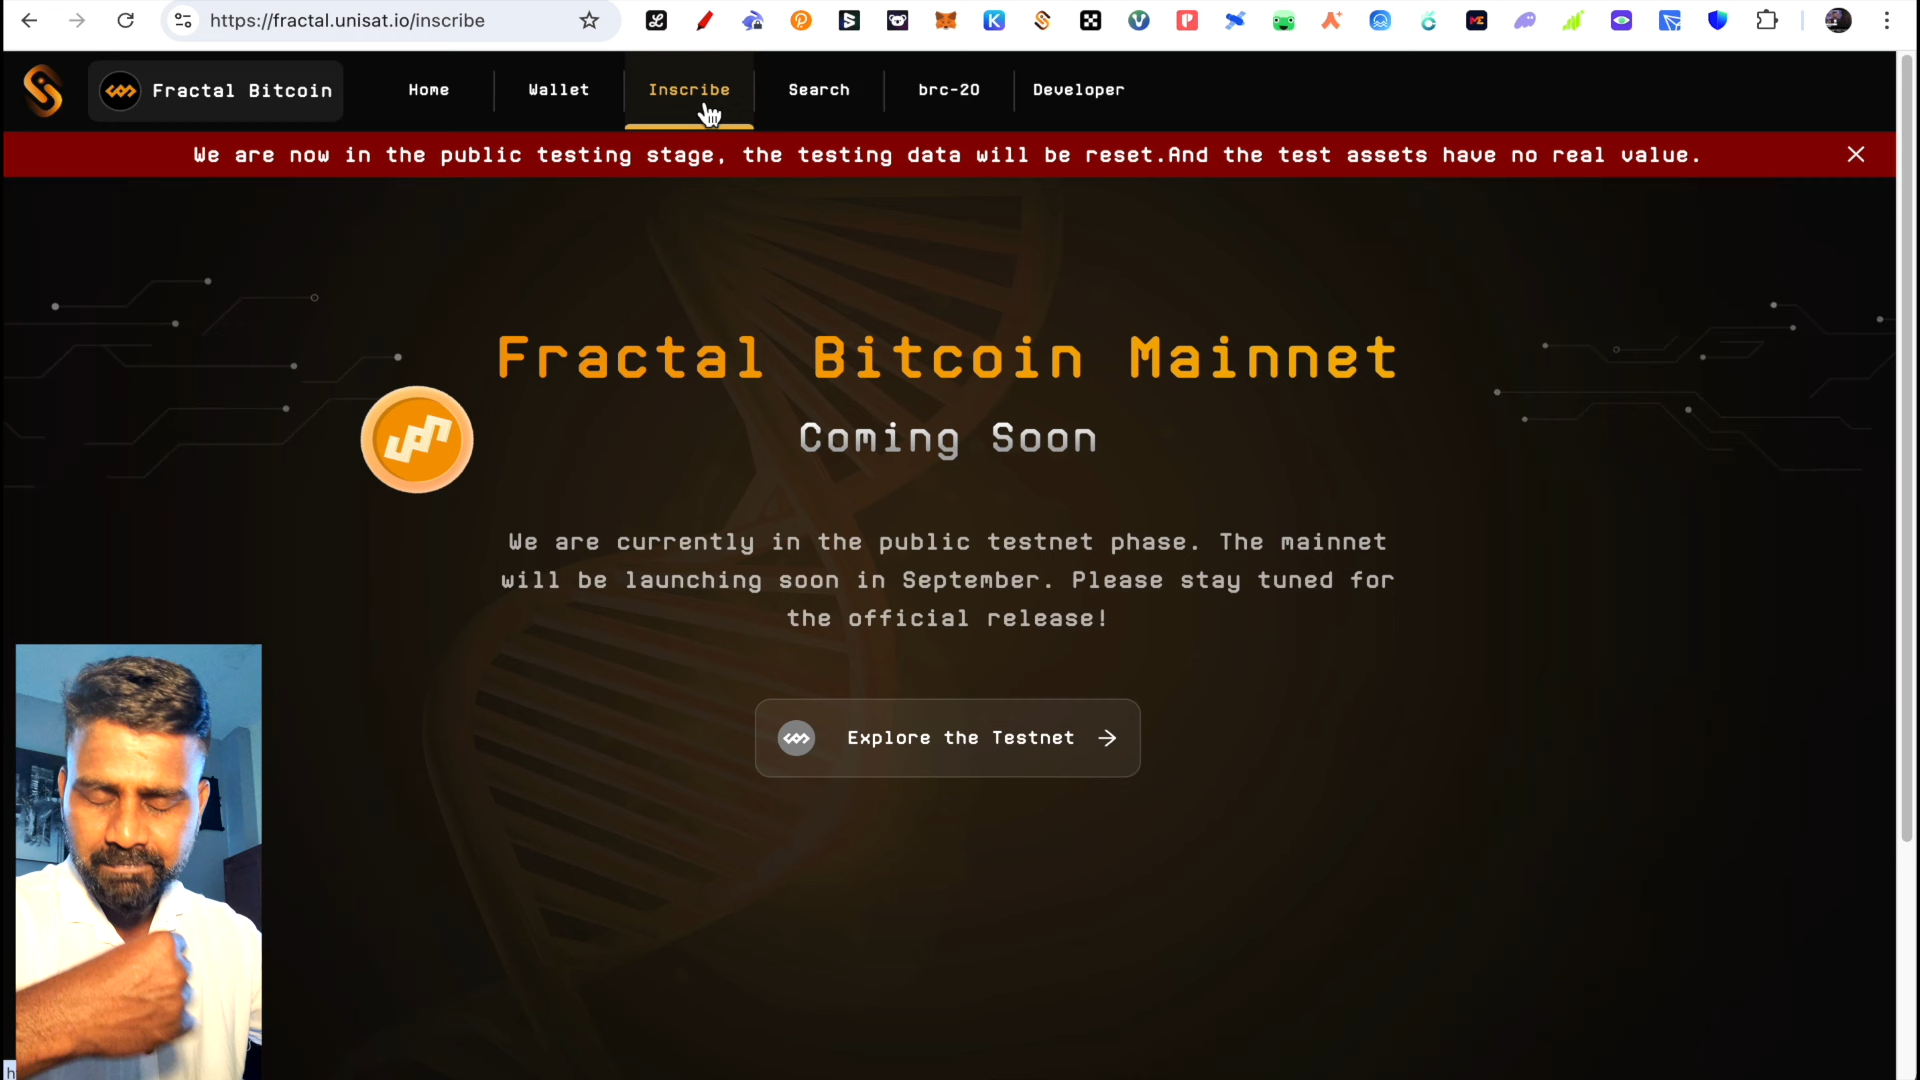 https://fractal.unisat.io/inscribe
Fractal Bitcoin
Home
Wallet
Inscribe
Search
brc-20
Developer
We are now in the public testing stage, the testing data will be reset.And the test assets have no real value.
Fractal Bitcoin Mainnet
Coming Soon
We are currently in the public testnet phase. The mainnet
will be launching soon in September. Please stay tuned for
the official release!
Explore the Testnet